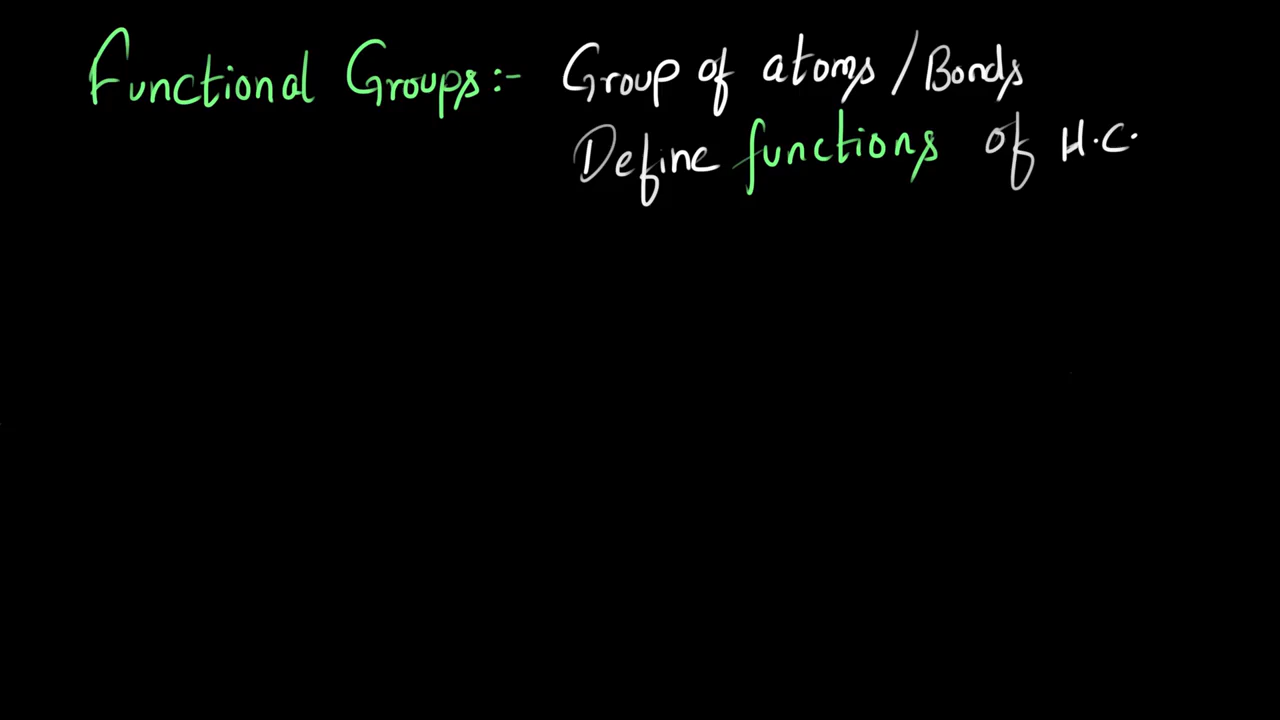 Functional Groups:- Group of atoms / Bonds
Define functions of H.C.